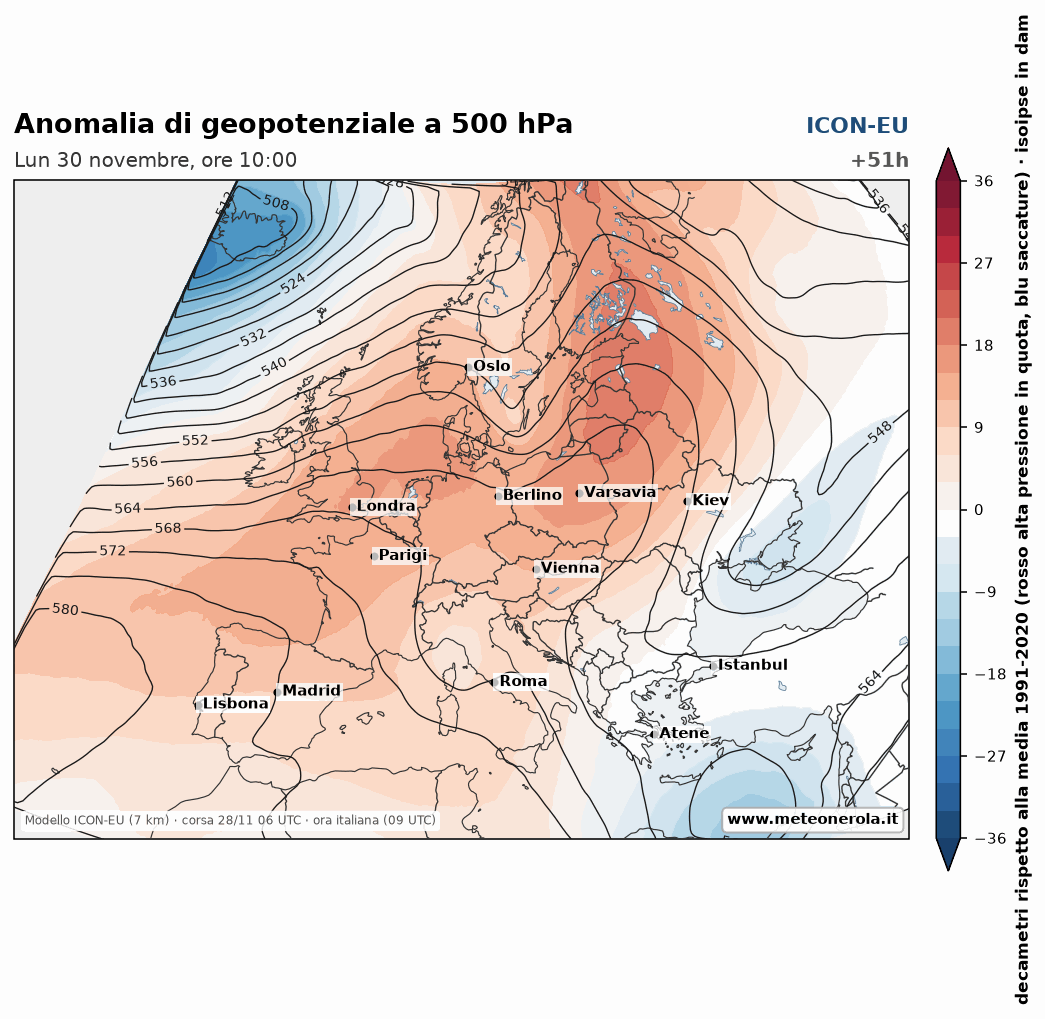 Anomalia di geopotenziale a 500 hPa
ICON-EU
Lun 30 novembre, ore 10:00
+51h
508
524
532
536
540
552
556
560
564
568
572
580
536
548
564
Oslo
Londra
Berlino
Varsavia
Kiev
Parigi
Vienna
Istanbul
Roma
Madrid
Lisbona
Atene
Modello ICON-EU (7 km) · corsa 28/11 06 UTC · ora italiana (09 UTC)
www.meteonerola.it
36
27
18
9
0
−9
−18
−27
−36
decametri rispetto alla media 1991-2020 (rosso alta pressione in quota, blu saccature) · isoipse in dam